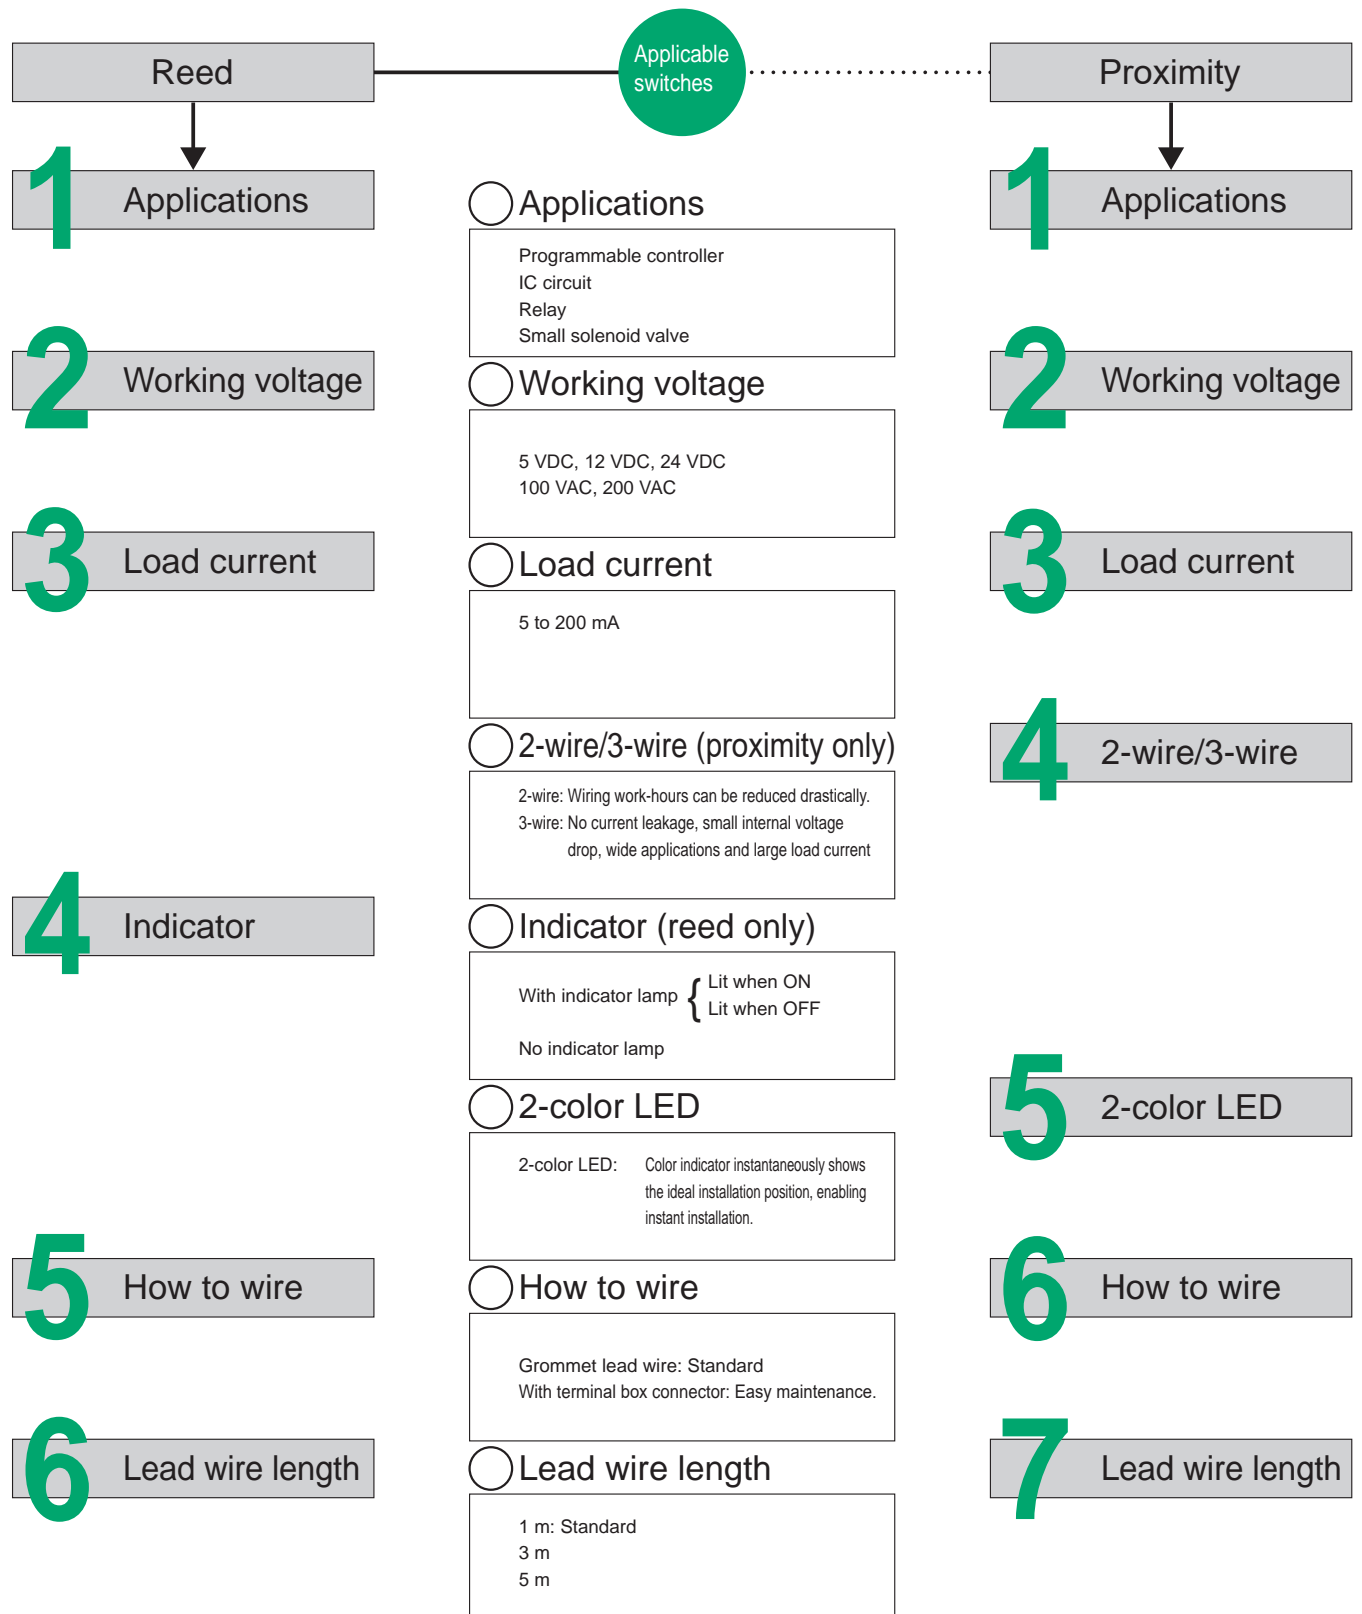 Reed
Applicable
switches
Proximity
1
Applications
1
Applications
Applications
Programmable controller
IC circuit
Relay
Small solenoid valve
2
Working voltage
2
Working voltage
Working voltage
5 VDC, 12 VDC, 24 VDC
100 VAC, 200 VAC
3
Load current
3
Load current
Load current
5 to 200 mA
2-wire/3-wire (proximity only)
4
2-wire/3-wire
2-wire: Wiring work-hours can be reduced drastically.
3-wire: No current leakage, small internal voltage
drop, wide applications and large load current
4
Indicator
Indicator (reed only)
With indicator lamp { Lit when ON
Lit when OFF
No indicator lamp
2-color LED
5
2-color LED
2-color LED: Color indicator instantaneously shows
the ideal installation position, enabling
instant installation.
5
How to wire
How to wire
6
How to wire
Grommet lead wire: Standard
With terminal box connector: Easy maintenance.
6
Lead wire length
Lead wire length
7
Lead wire length
1 m: Standard
3 m
5 m